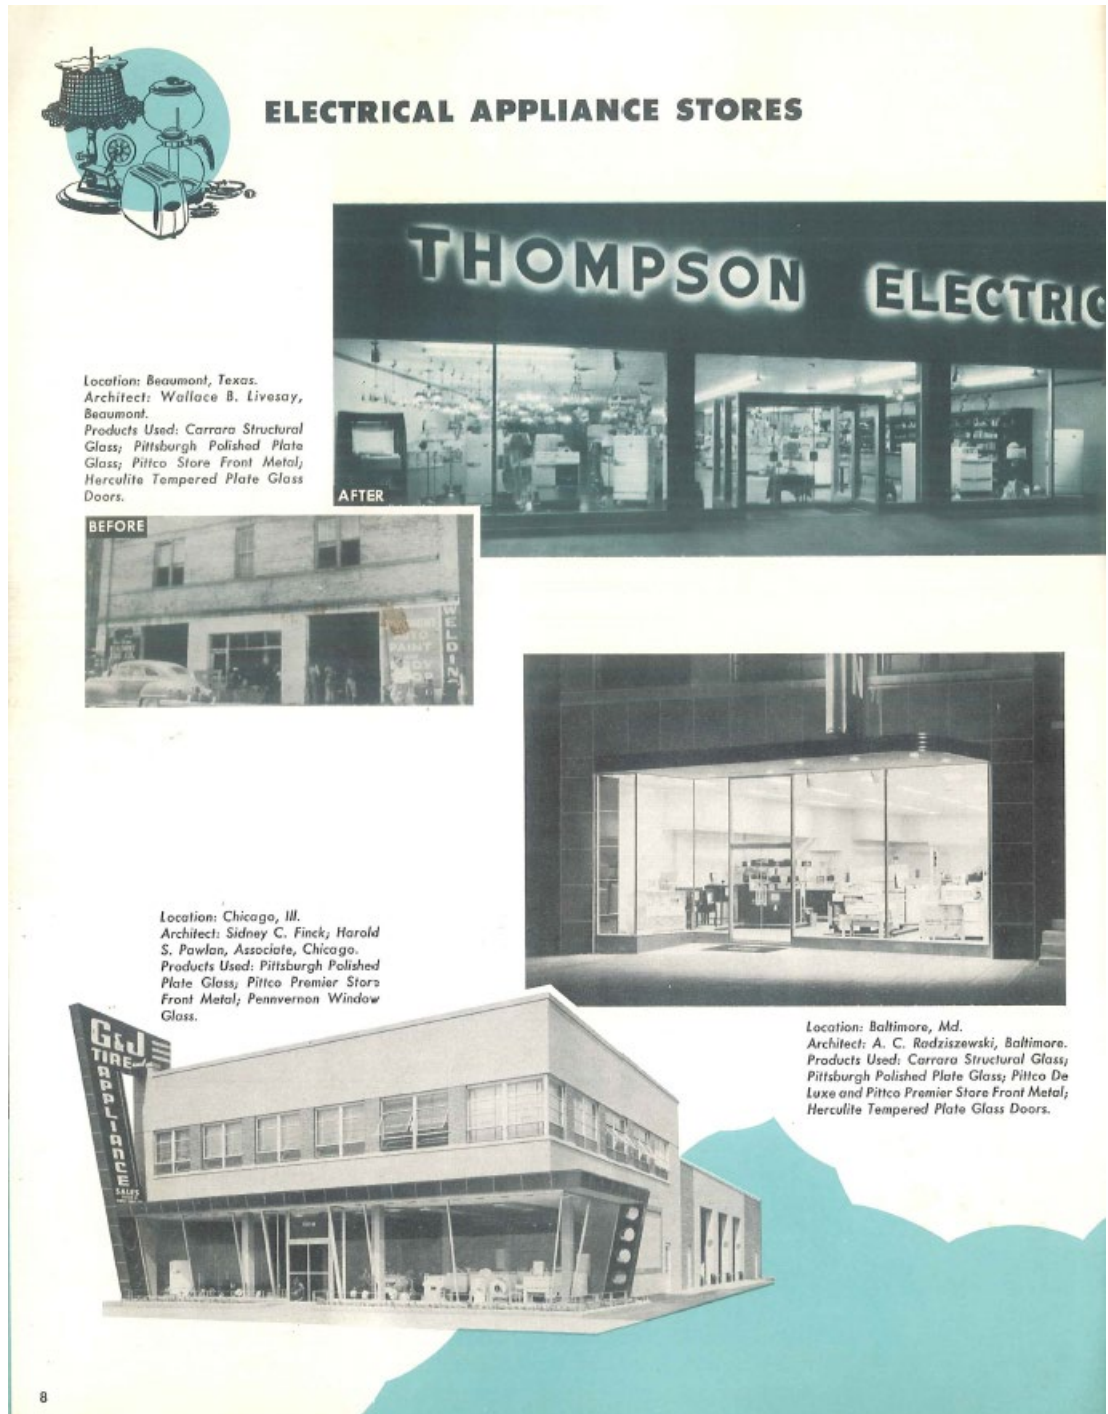 ELECTRICAL APPLIANCE STORES
THOMPSON ELECTRIC
Location: Beaumont, Texas.
Architect: Wallace B. Livesay,
Beaumont.
Products Used: Carrara Structural
Glass; Pittsburgh Polished Plate
Glass; Pittco Store Front Metal;
Herculite Tempered Plate Glass
Doors.
AFTER
BEFORE
AUTO
PAINT
BODY
WELDING
Location: Chicago, Ill.
Architect: Sidney C. Finck; Harold
S. Pawlan, Associate, Chicago.
Products Used: Pittsburgh Polished
Plate Glass; Pittco Premier Store
Front Metal; Pennvernon Window
Glass.
G&J
TIRE
APPLIANCE
SALES
Location: Baltimore, Md.
Architect: A. C. Radziszewski, Baltimore.
Products Used: Carrara Structural Glass;
Pittsburgh Polished Plate Glass; Pittco De
Luxe and Pittco Premier Store Front Metal;
Herculite Tempered Plate Glass Doors.
8